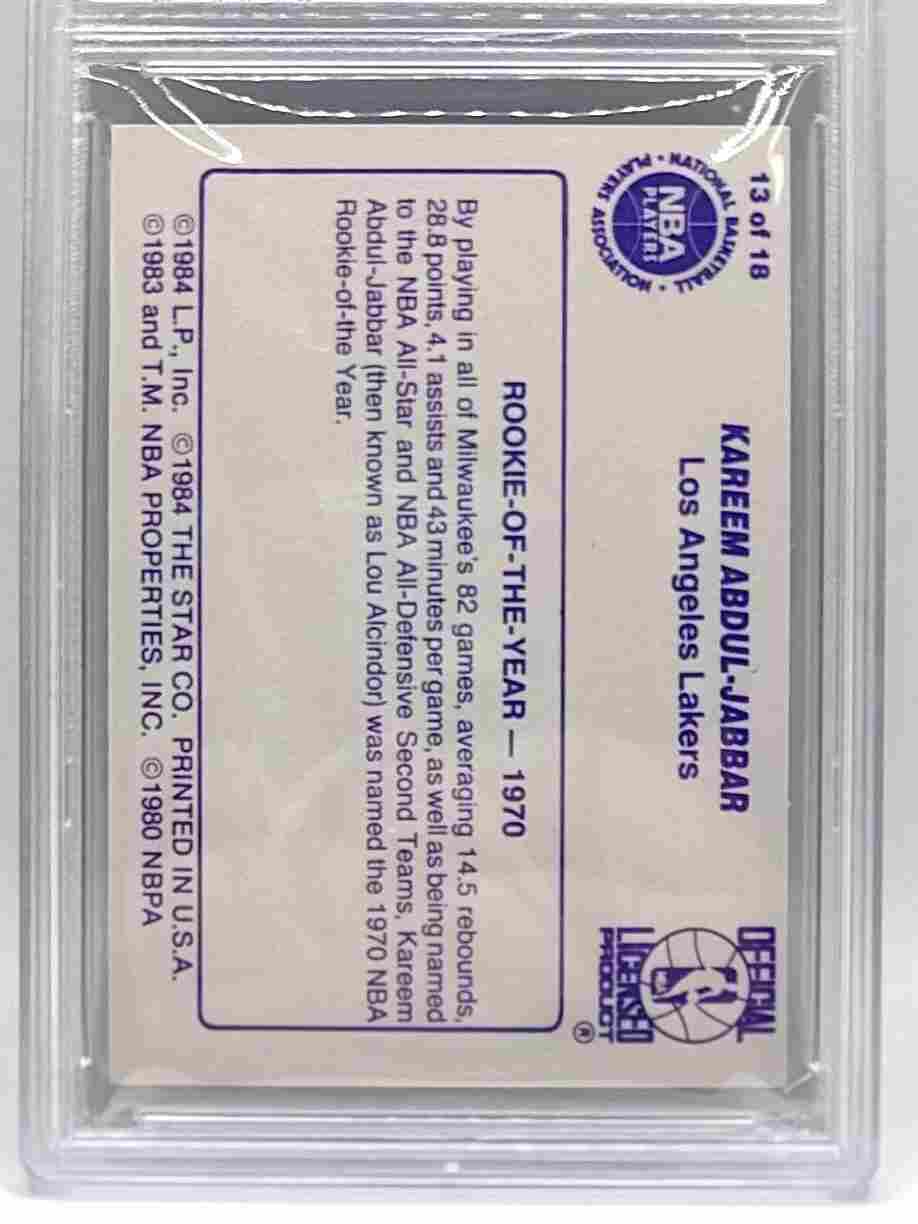 13 of 18
NATIONAL BASKETBALL PLAYERS ASSOCIATION
NBA
PLAYERS
KAREEM ABDUL-JABBAR
Los Angeles Lakers
OFFICIAL
NBA
LICENSED
PRODUCT
®
ROOKIE-OF-THE-YEAR — 1970
By playing in all of Milwaukee's 82 games, averaging 14.5 rebounds,
28.8 points, 4.1 assists and 43 minutes per game, as well as being named
to the NBA All-Star and NBA All-Defensive Second Teams, Kareem
Abdul-Jabbar (then known as Lou Alcindor) was named the 1970 NBA
Rookie-of-the Year.
©1984 L.P., Inc. ©1984 THE STAR CO. PRINTED IN U.S.A.
©1983 and T.M. NBA PROPERTIES, INC. ©1980 NBPA